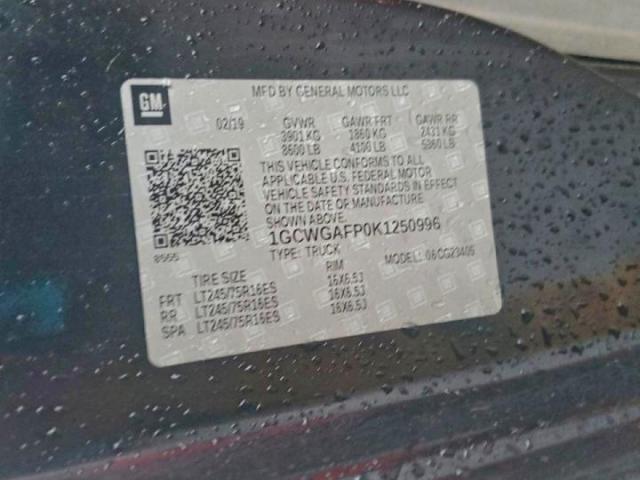 GM
MFD BY GENERAL MOTORS LLC
02/19 GVWR GAWR FRT GAWR RR
3901 KG 1860 KG 2431 KG
8600 LB 4100 LB 5360 LB
THIS VEHICLE CONFORMS TO ALL
APPLICABLE U.S. FEDERAL MOTOR
VEHICLE SAFETY STANDARDS IN EFFECT
ON THE DATE OF MANUFACTURE
SHOWN ABOVE.
1GCWGAFP0K1250996
8555 TYPE: TRUCK MODEL: 06CG23405
TIRE SIZE RIM
FRT LT245/75R16ES 16X6.5J
RR LT245/75R16ES 16X6.5J
SPA LT245/75R16ES 16X6.5J